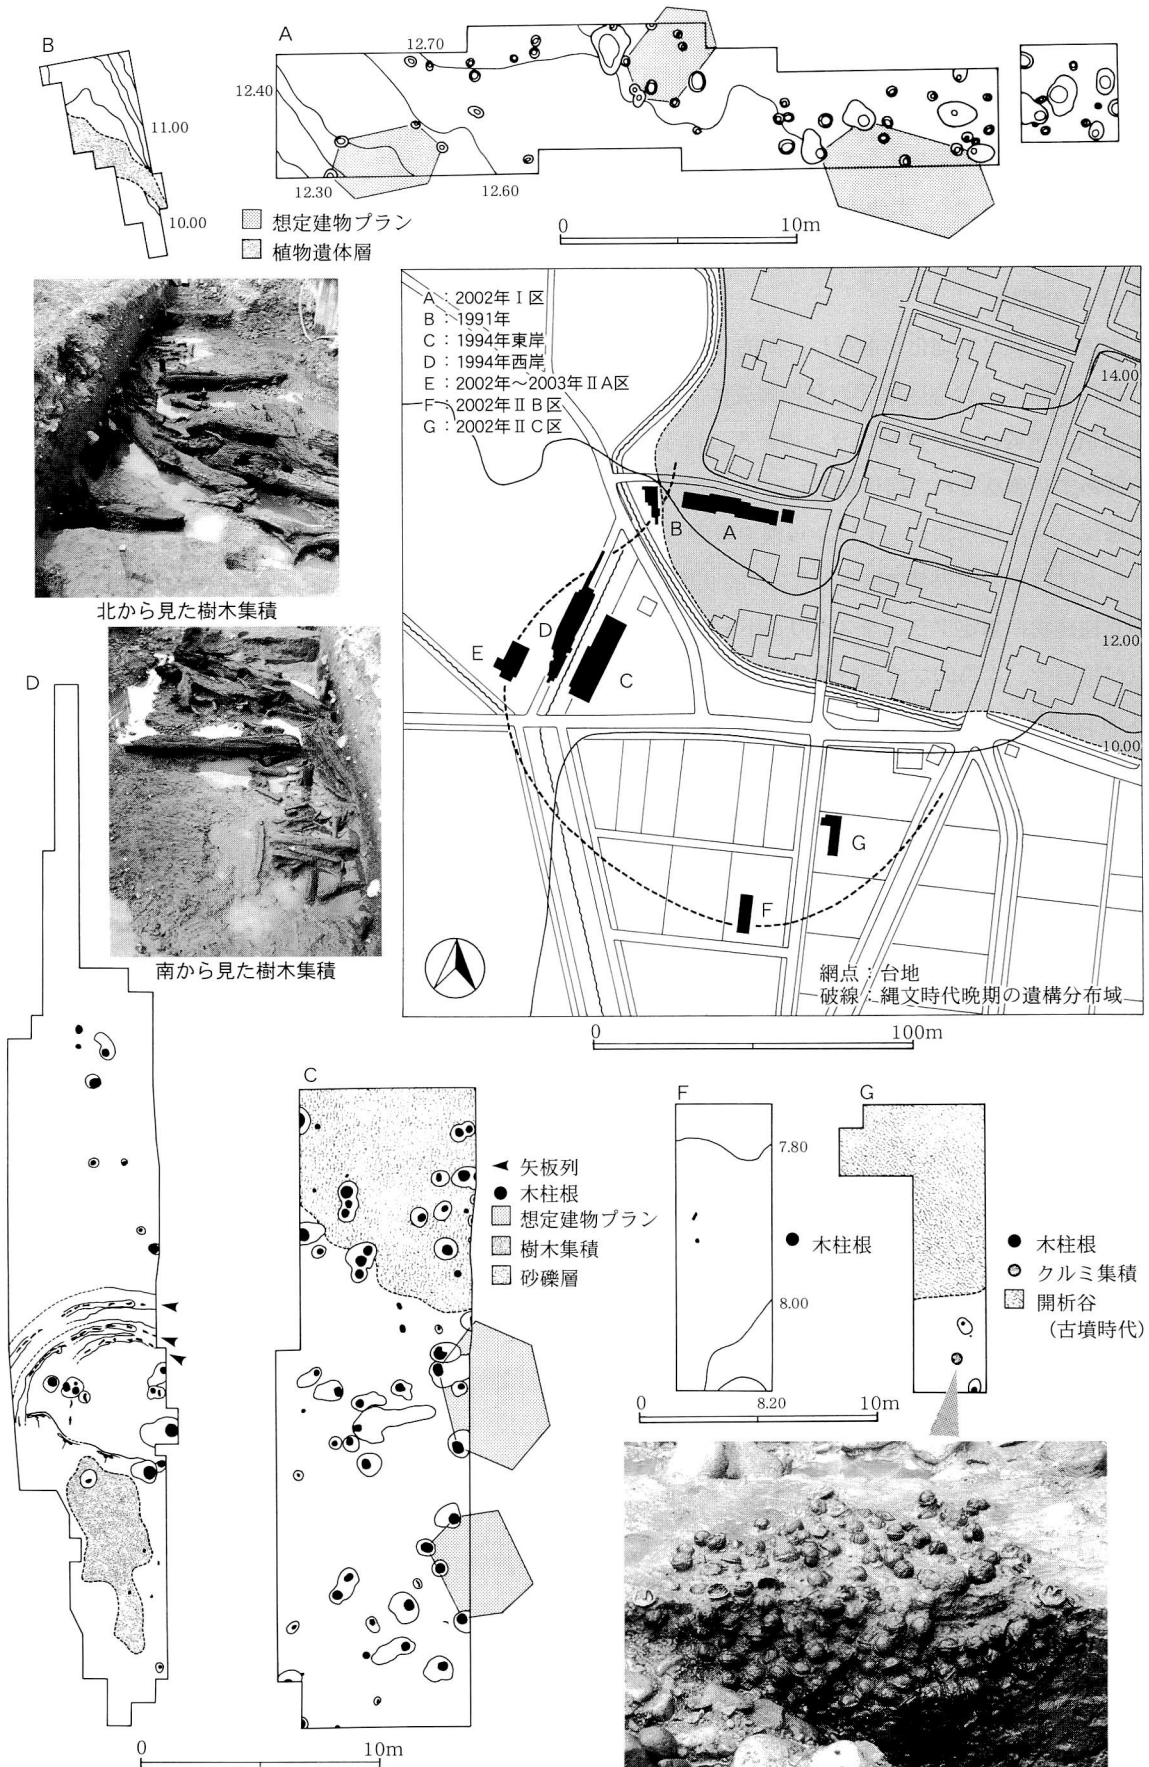 B
11.00
10.00
A
12.70
12.40
12.30
12.60
想定建物プラン
植物遺体層
0 10m
A：2002年Ⅰ区
B：1991年
C：1994年東岸
D：1994年西岸
E：2002年～2003年ⅡA区
F：2002年ⅡB区
G：2002年ⅡC区
14.00
B
A
12.00
D
E
C
10.00
G
F
網点：台地
破線：縄文時代晩期の遺構分布域
0 100m
北から見た樹木集積
南から見た樹木集積
D
0 10m
C
矢板列
木柱根
想定建物プラン
樹木集積
砂礫層
F
7.80
木柱根
8.00
8.20
0 10m
G
木柱根
クルミ集積
開析谷
（古墳時代）